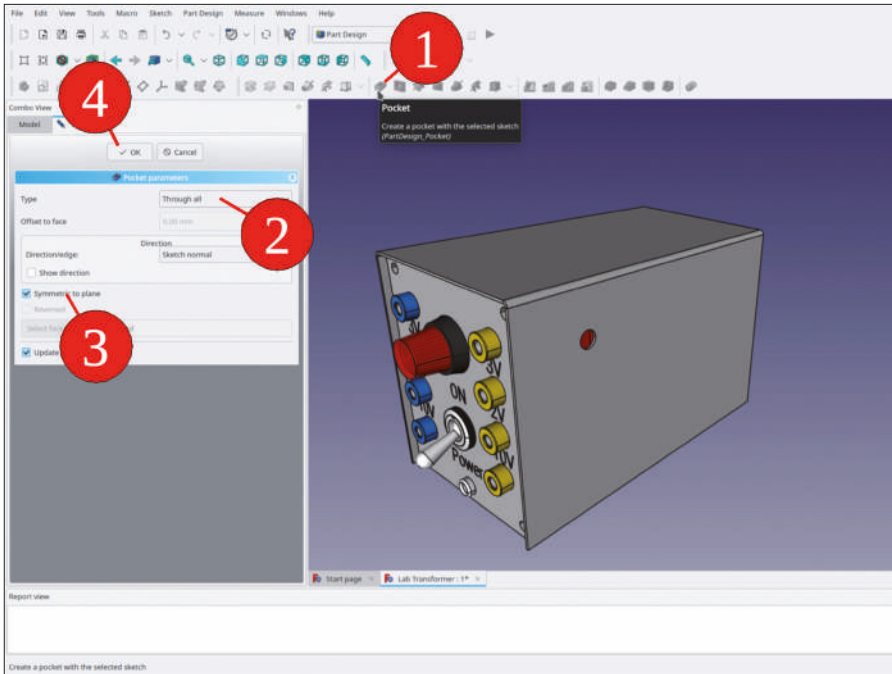 File Edit View Tools Macro Sketch Part Design Measure Windows Help
Part Design
1
4
Pocket
Create a pocket with the selected sketch
(PartDesign_Pocket)
Combo View
Model
OK Cancel
Pocket parameters
Type Through all
Offset to face 0,00 mm
2
Direction
Direction/edge: Sketch normal
Show direction
Symmetric to plane
Reversed
3
Update
3V
ON
2V
10V
Power
Start page Lab Transformer : 1*
Report view
Create a pocket with the selected sketch